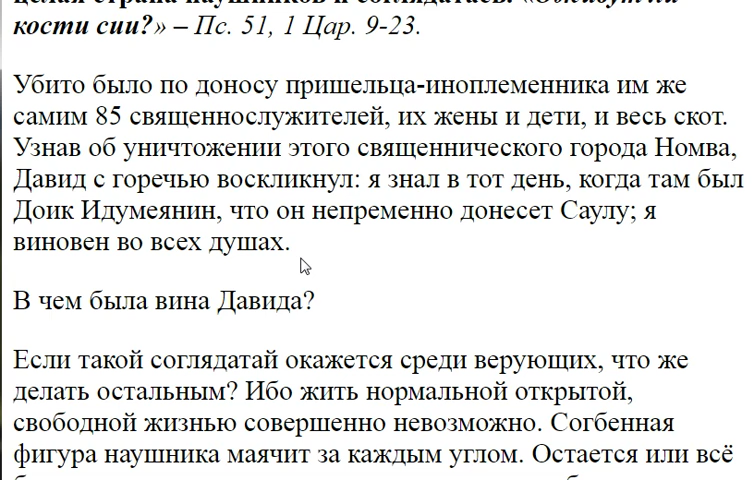 кости сии?» – Пс. 51, 1 Цар. 9-23.
Убито было по доносу пришельца-иноплеменника им же
самим 85 священнослужителей, их жены и дети, и весь скот.
Узнав об уничтожении этого священнического города Номва,
Давид с горечью воскликнул: я знал в тот день, когда там был
Доик Идумеянин, что он непременно донесет Саулу; я
виновен во всех душах.
В чем была вина Давида?
Если такой соглядатай окажется среди верующих, что же
делать остальным? Ибо жить нормальной открытой,
свободной жизнью совершенно невозможно. Согбенная
фигура наушника маячит за каждым углом. Остается или всё